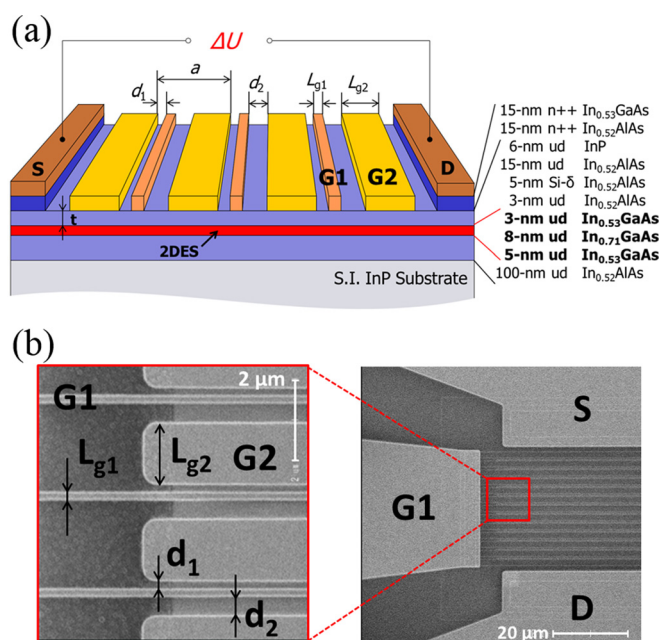 (a)
ΔU
d1 a d2 Lg1 Lg2
S G1 G2 D
t
2DES
S.I. InP Substrate
15-nm n++ In0.53GaAs
15-nm n++ In0.52AlAs
6-nm ud InP
15-nm ud In0.52AlAs
5-nm Si-δ In0.52AlAs
3-nm ud In0.52AlAs
3-nm ud In0.53GaAs
8-nm ud In0.71GaAs
5-nm ud In0.53GaAs
100-nm ud In0.52AlAs
(b)
G1
2 μm
Lg1
Lg2
G2
d1
d2
S
G1
D
20 μm